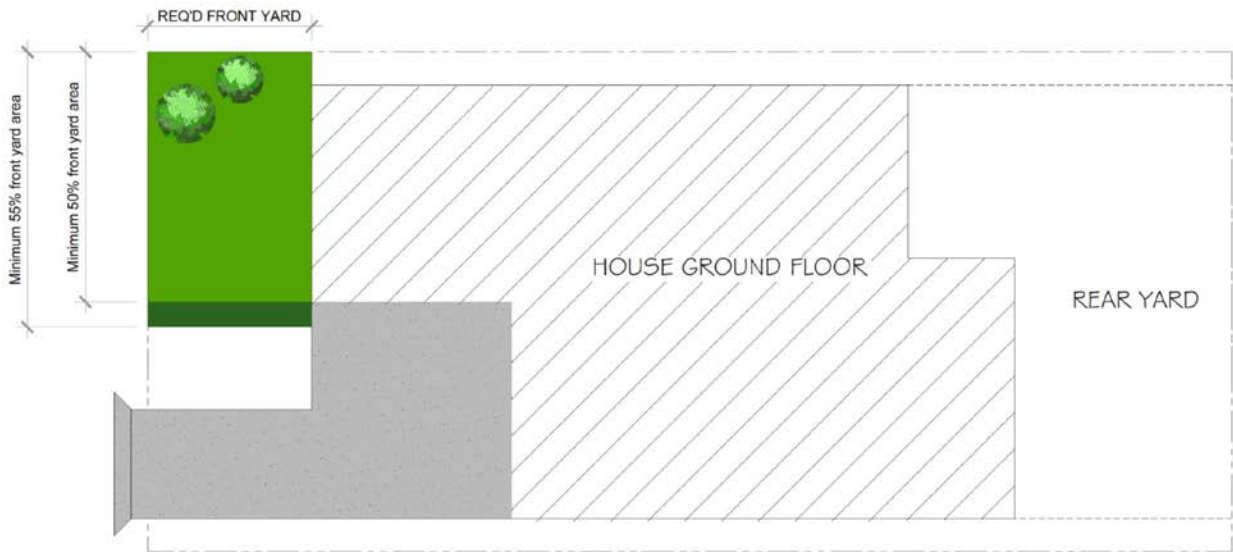 REQ'D FRONT YARD
Minimum 55% front yard area
Minimum 50% front yard area
HOUSE GROUND FLOOR
REAR YARD